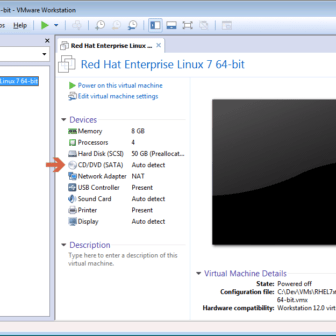 -bit - VMware Workstation
ps Help
Linux 7 64-bit
Red Hat Enterprise Linux ...
Red Hat Enterprise Linux 7 64-bit
Power on this virtual machine
Edit virtual machine settings
Devices
Memory 8 GB
Processors 4
Hard Disk (SCSI) 50 GB (Preallocat...
CD/DVD (SATA) Auto detect
Network Adapter NAT
USB Controller Present
Sound Card Auto detect
Printer Present
Display Auto detect
Description
Type here to enter a description of
this virtual machine.
Virtual Machine Details
State: Powered off
Configuration file: C:\Dev\VMs\RHEL7\
64-bit.vmx
Hardware compatibility: Workstation 12.0 virt